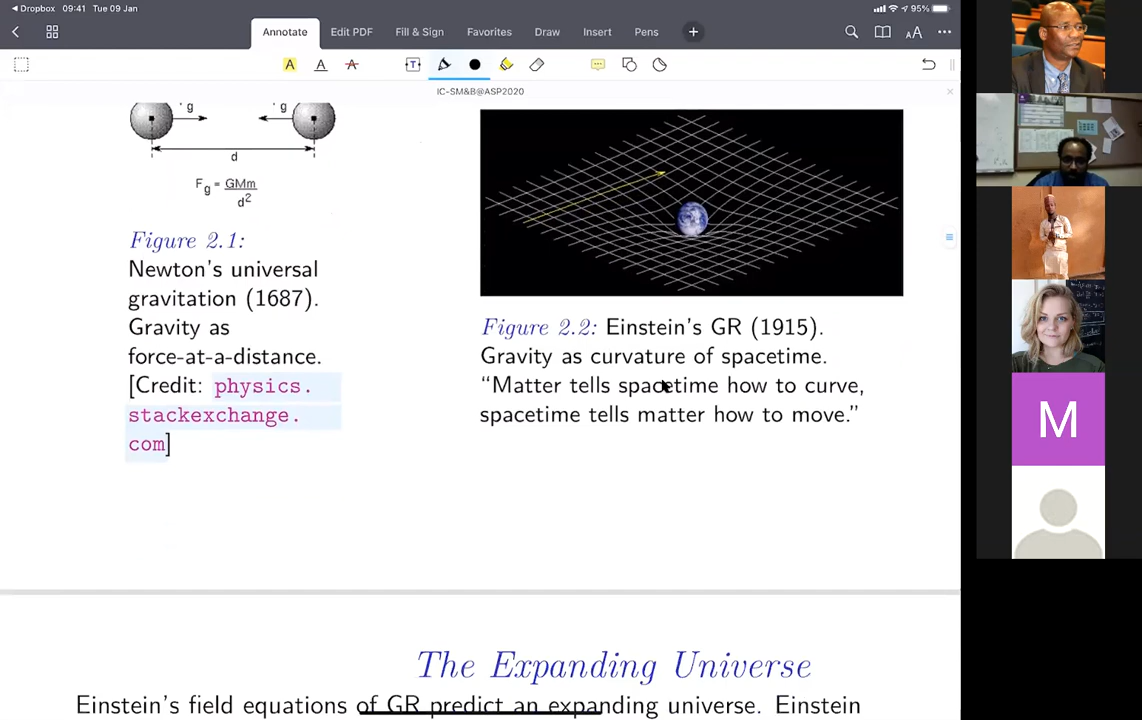 Dropbox 09:41 Tue 09 Jan 95%
Annotate Edit PDF Fill & Sign Favorites Draw Insert Pens
AA
A A A T
IC-SM&B@ASP2020
g g
d
Fg = GMm
d²
Figure 2.1:
Newton's universal
gravitation (1687).
Gravity as
force-at-a-distance.
[Credit: physics.
stackexchange.
com]
Figure 2.2: Einstein's GR (1915).
Gravity as curvature of spacetime.
“Matter tells spacetime how to curve,
spacetime tells matter how to move.”
M
The Expanding Universe
Einstein's field equations of GR predict an expanding universe. Einstein